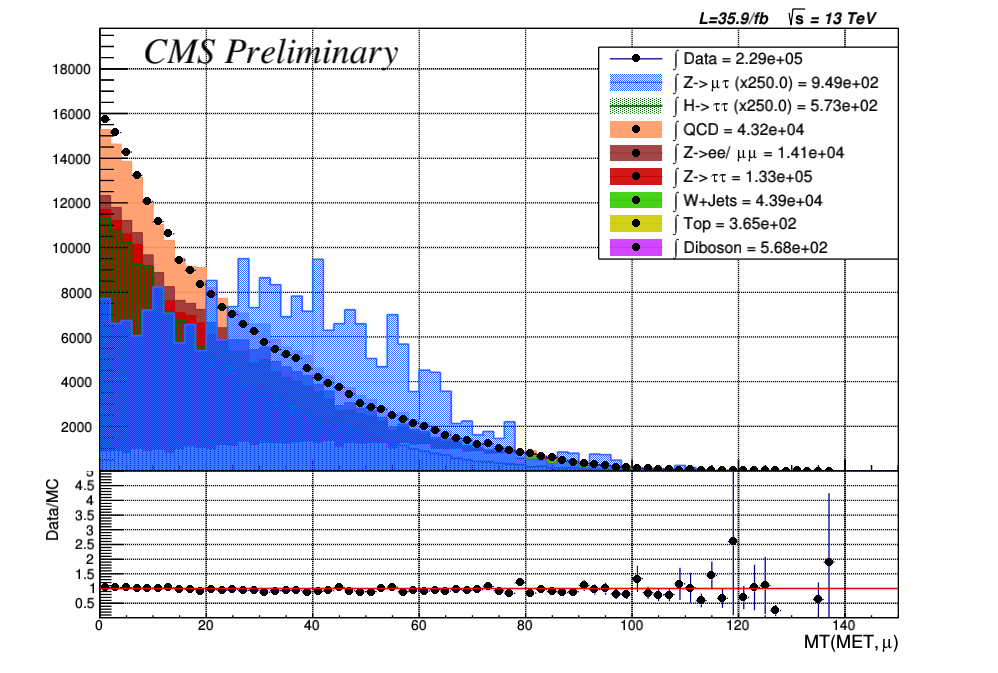 L=35.9/fb √s = 13 TeV
CMS Preliminary
∫ Data = 2.29e+05
∫ Z->μτ (x250.0) = 9.49e+02
∫ H->ττ (x250.0) = 5.73e+02
∫ QCD = 4.32e+04
∫ Z->ee/ μμ = 1.41e+04
∫ Z->ττ = 1.33e+05
∫ W+Jets = 4.39e+04
∫ Top = 3.65e+02
∫ Diboson = 5.68e+02
18000
16000
14000
12000
10000
8000
6000
4000
2000
Data/MC
5
4.5
4
3.5
3
2.5
2
1.5
1
0.5
0 20 40 60 80 100 120 140
MT(MET, μ)